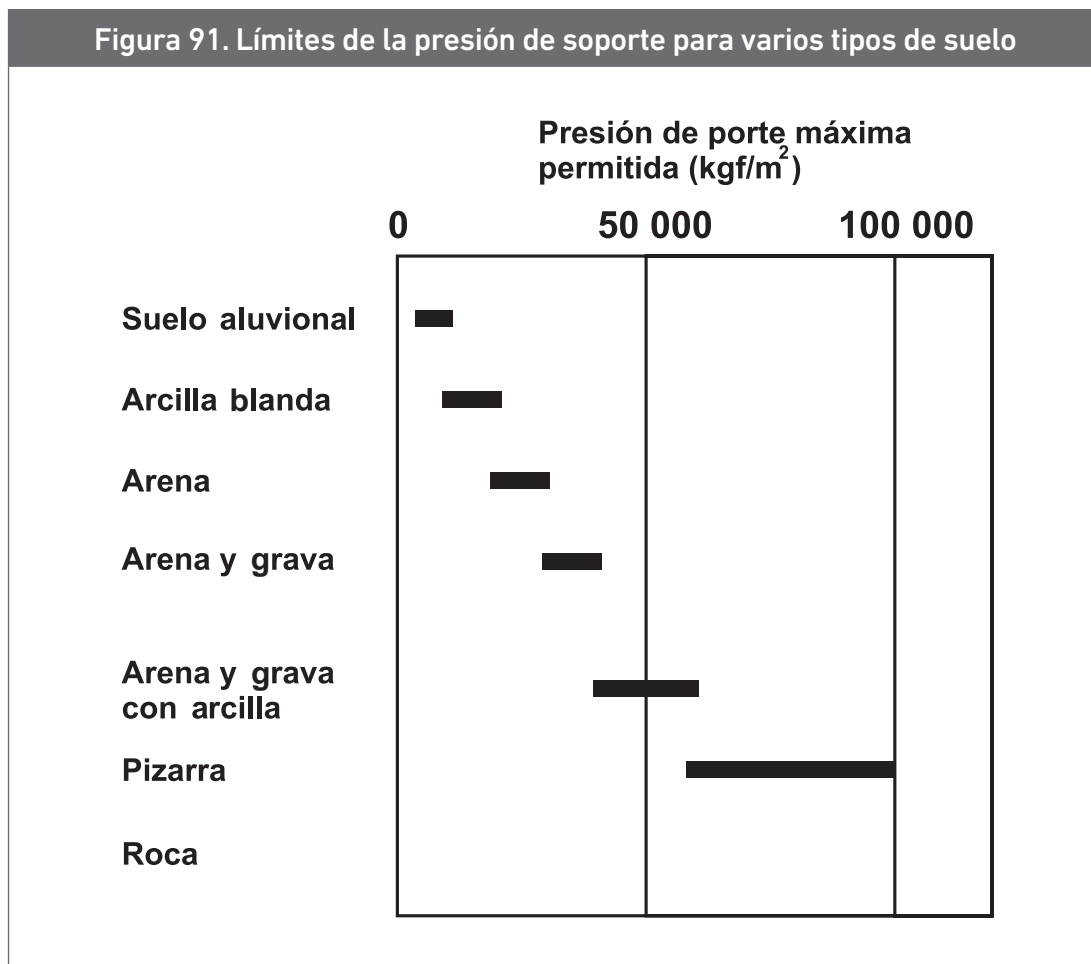 Figura 91. Límites de la presión de soporte para varios tipos de suelo
Presión de porte máxima
permitida (kgf/m²)
0 50 000 100 000
Suelo aluvional
Arcilla blanda
Arena
Arena y grava
Arena y grava
con arcilla
Pizarra
Roca